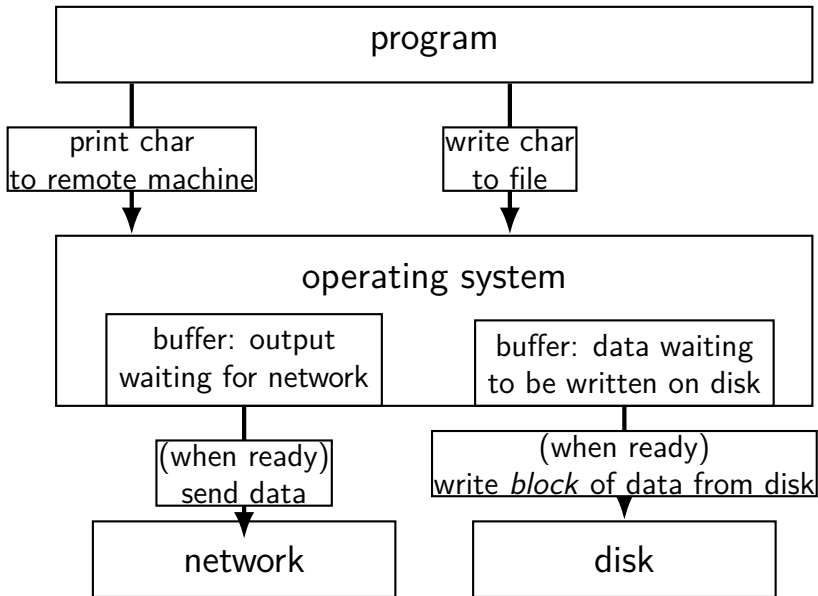 program
print char
to remote machine
write char
to file
operating system
buffer: output
waiting for network
buffer: data waiting
to be written on disk
(when ready)
send data
(when ready)
write block of data from disk
network
disk